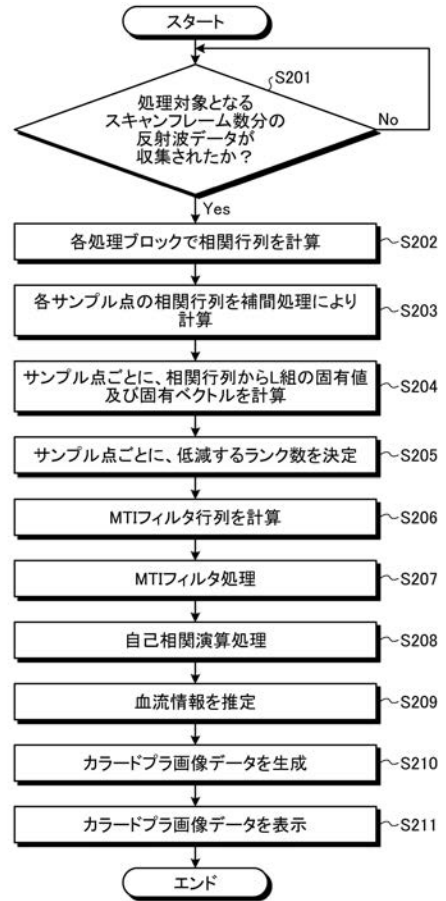 スタート
S201
処理対象となる
スキャンフレーム数分の
反射波データが
収集されたか？
No
Yes
各処理ブロックで相関行列を計算
S202
各サンプル点の相関行列を補間処理により
計算
S203
サンプル点ごとに、相関行列からL組の固有値
及び固有ベクトルを計算
S204
サンプル点ごとに、低減するランク数を決定
S205
MTIフィルタ行列を計算
S206
MTIフィルタ処理
S207
自己相関演算処理
S208
血流情報を推定
S209
カラードプラ画像データを生成
S210
カラードプラ画像データを表示
S211
エンド